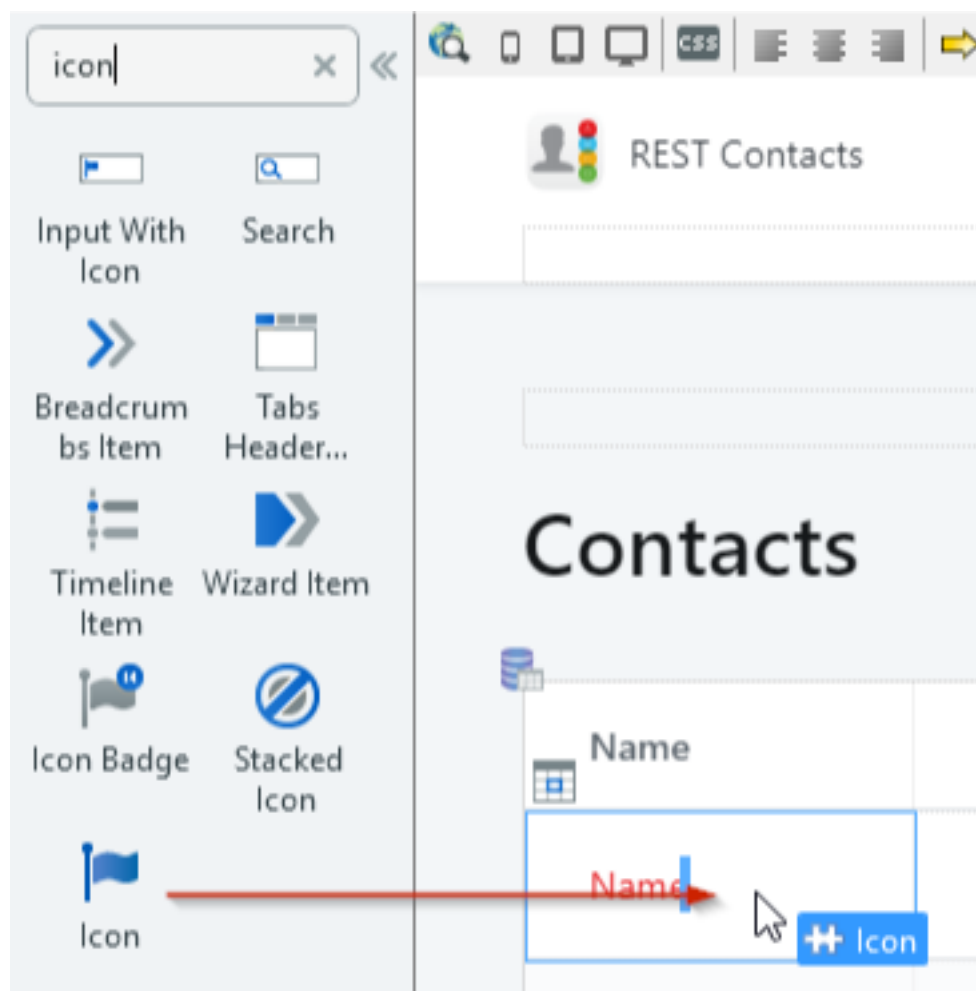 icon
Input With
Icon
Search
Breadcrum
bs Item
Tabs
Header...
Timeline
Item
Wizard Item
Icon Badge
Stacked
Icon
Icon
css
REST Contacts
Contacts
Name
Name
Icon